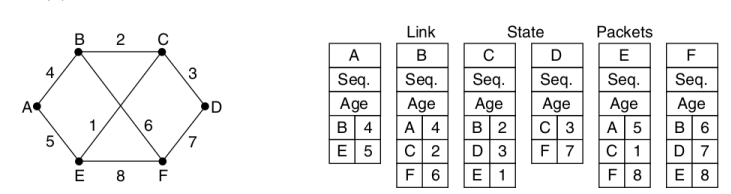 Link State Packets
B 2 C
4 3
A 1 6 D
5 7
E 8 F
A B C D E F
Seq. Seq. Seq. Seq. Seq. Seq.
Age Age Age Age Age Age
B 4 A 4 B 2 C 3 A 5 B 6
E 5 C 2 D 3 F 7 C 1 D 7
F 6 E 1 F 8 E 8